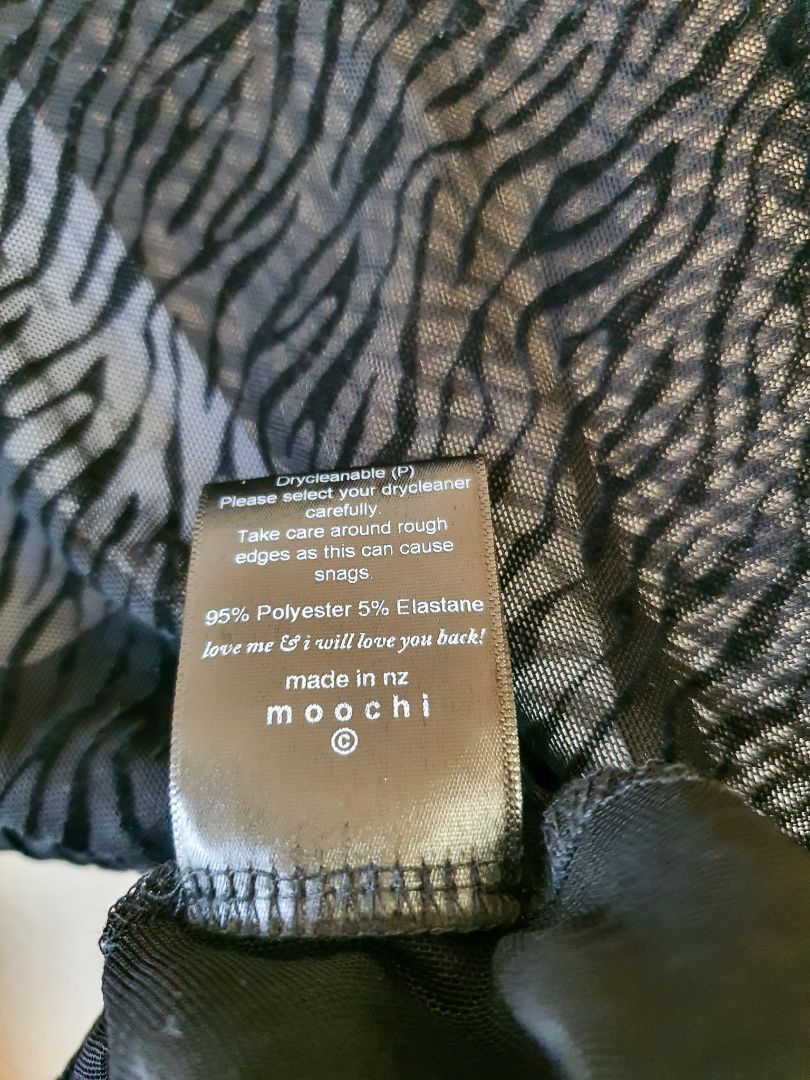 Drycleanable (P)
Please select your drycleaner
carefully.
Take care around rough
edges as this can cause
snags.
95% Polyester 5% Elastane
love me & i will love you back!
made in nz
moochi
©